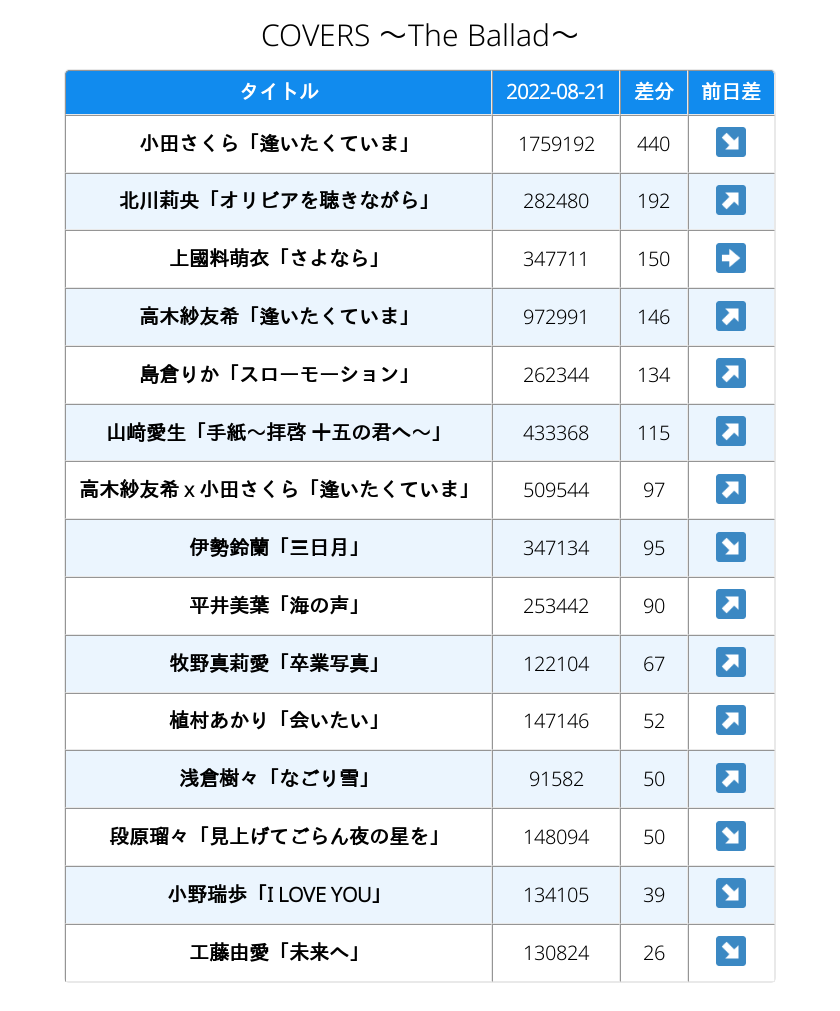 COVERS ～The Ballad～
タイトル 2022-08-21 差分 前日差
小田さくら「逢いたくていま」 1759192 440
北川莉央「オリビアを聴きながら」 282480 192
上國料萌衣「さよなら」 347711 150
高木紗友希「逢いたくていま」 972991 146
島倉りか「スローモーション」 262344 134
山﨑愛生「手紙～拝啓 十五の君へ～」 433368 115
高木紗友希 x 小田さくら「逢いたくていま」 509544 97
伊勢鈴蘭「三日月」 347134 95
平井美葉「海の声」 253442 90
牧野真莉愛「卒業写真」 122104 67
植村あかり「会いたい」 147146 52
浅倉樹々「なごり雪」 91582 50
段原瑠々「見上げてごらん夜の星を」 148094 50
小野瑞歩「I LOVE YOU」 134105 39
工藤由愛「未来へ」 130824 26